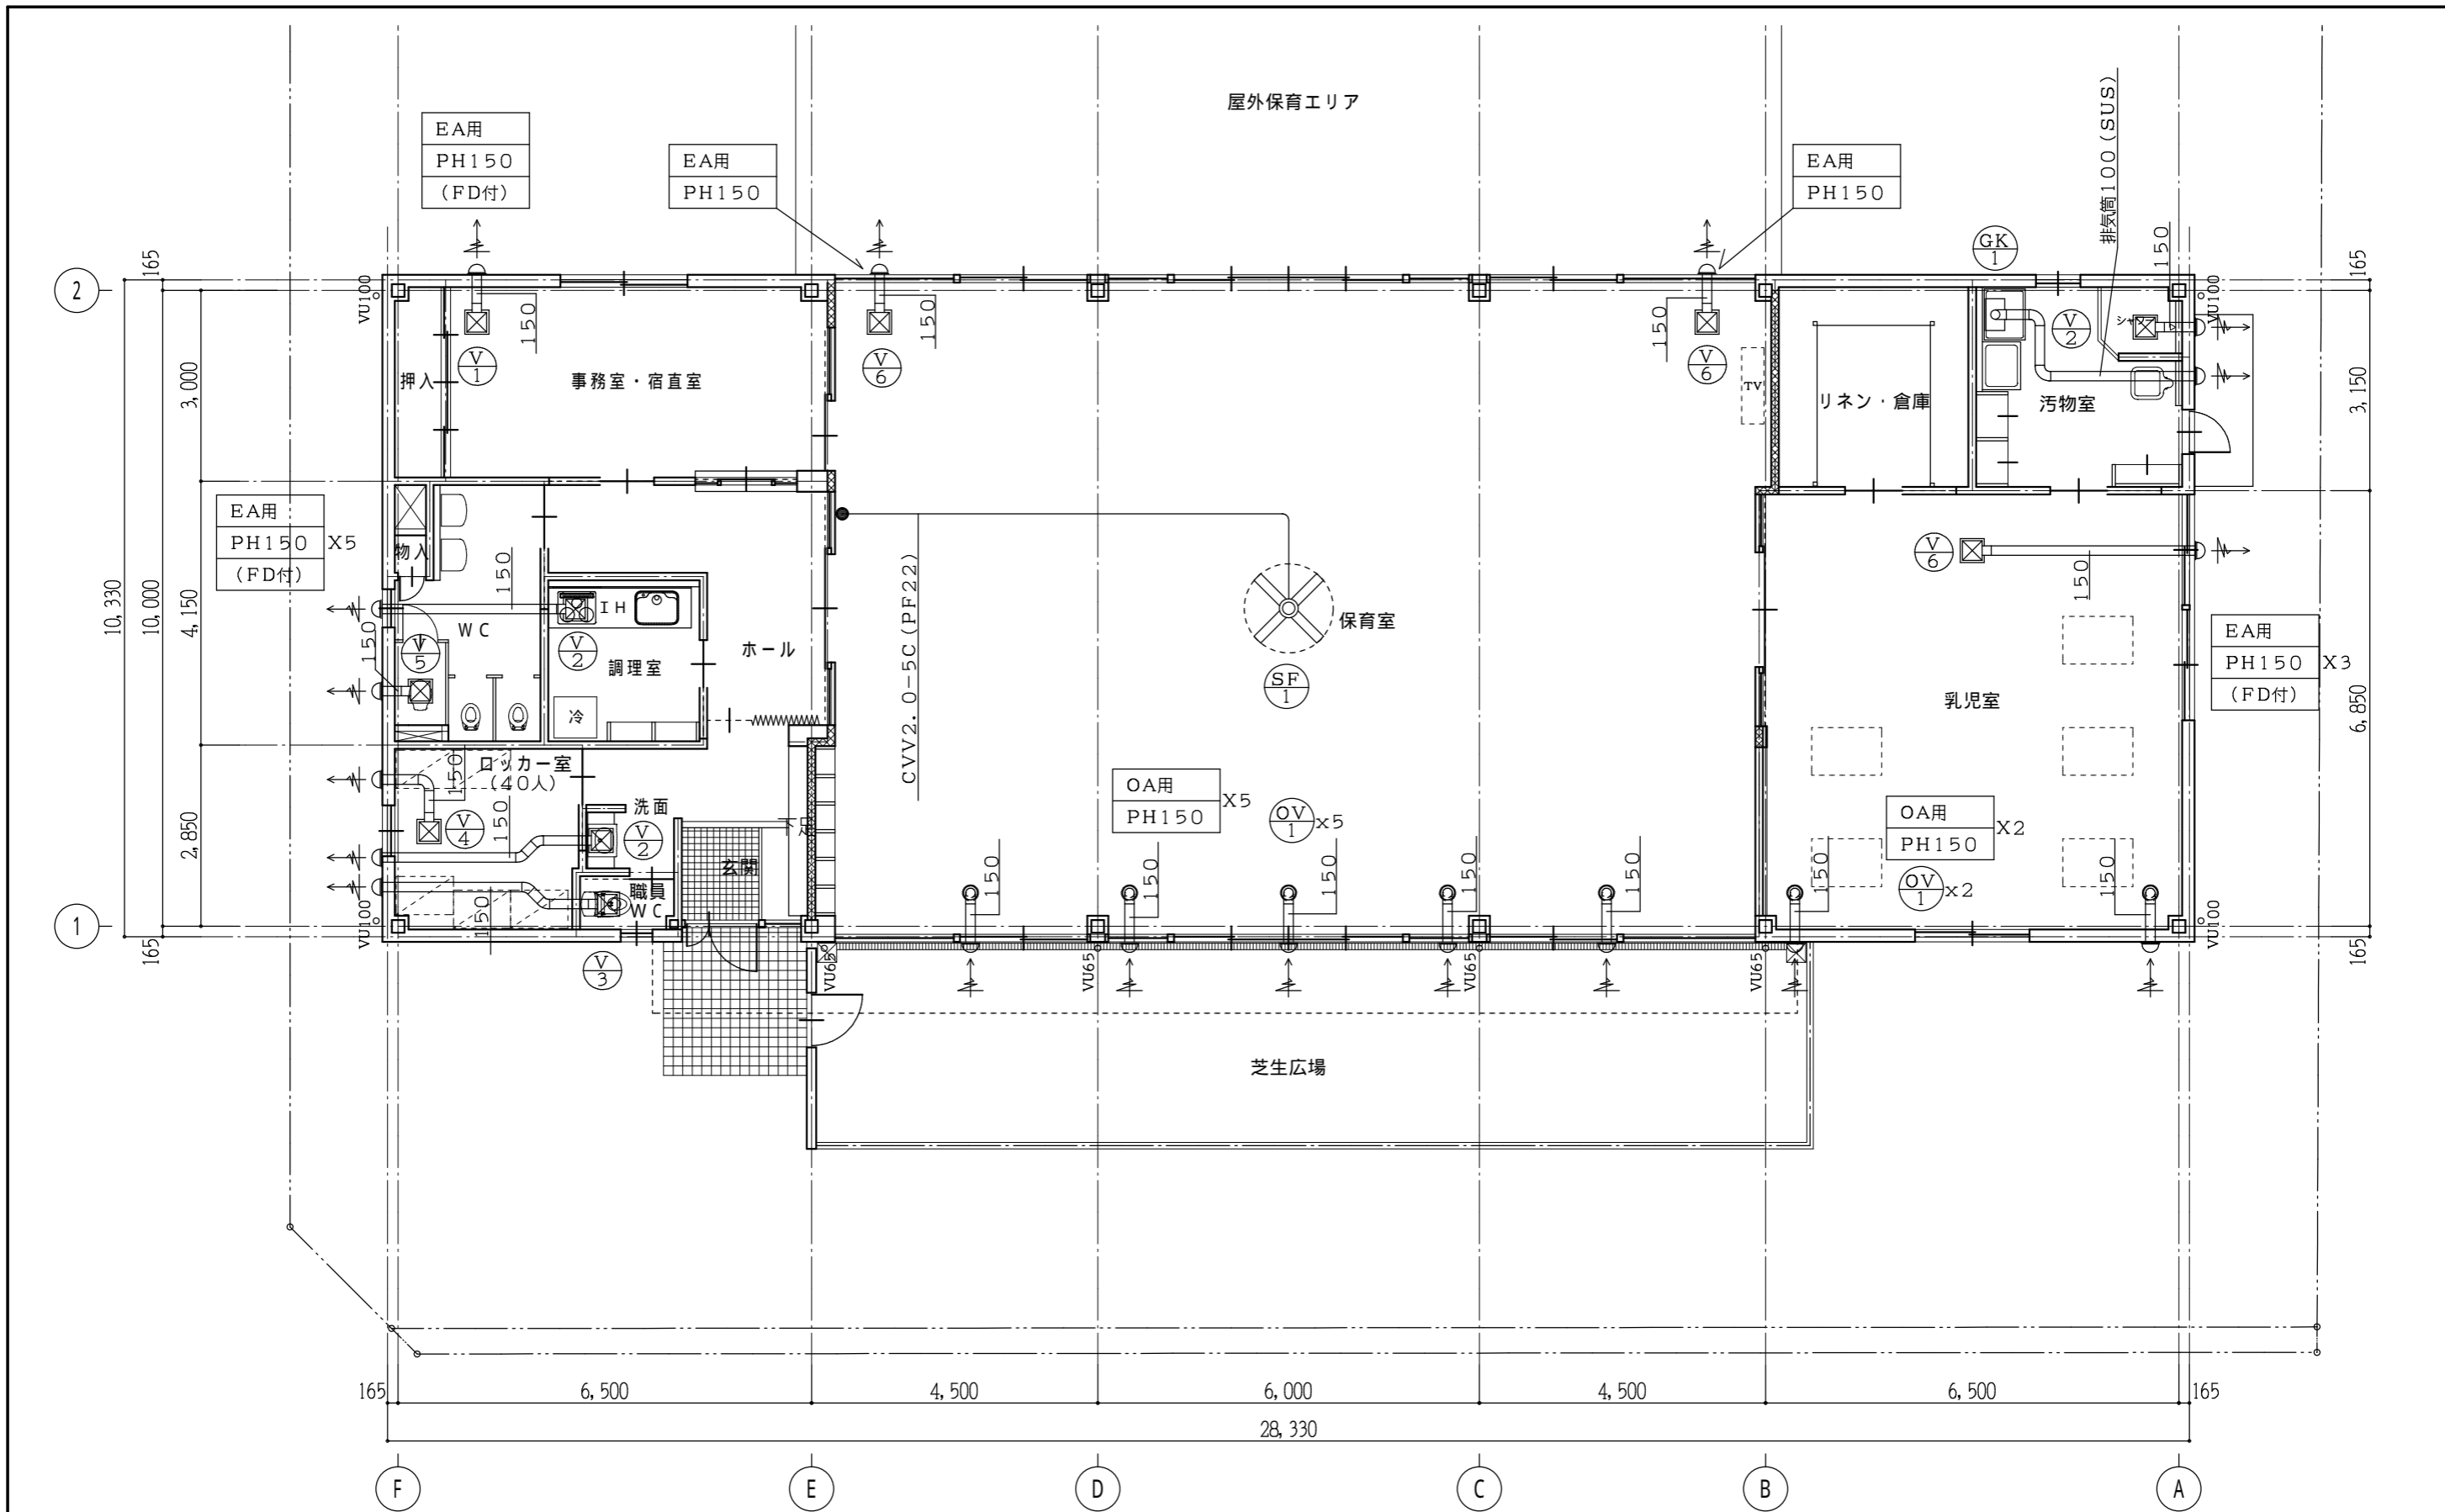 屋外保育エリア
EA用
PH150
(FD付)
EA用
PH150
EA用
PH150
排気筒100(SUS)
GK
1
150
165
165
2
VU100
VU100
150
150
150
シャワー
V
1
V
6
V
6
V
2
TV
押入
事務室・宿直室
リネン・倉庫
汚物室
3,000
3,150
EA用
PH150
(FD付)
X5
物入
150
V
6
150
10,330
10,000
4,150
CVV2.0-5C(PF22)
IH
WC
V
5
V
2
調理室
ホール
保育室
SF
1
冷
150
EA用
PH150
(FD付)
X3
6,850
乳児室
ロッカー室
(40人)
150
V
4
150
洗面
V
2
下足
玄関
2,850
OA用
PH150
X5
OV
1
x5
OA用
PH150
X2
OV
1
x2
150
150
150
150
150
150
150
職員
WC
150
VU100
VU100
1
165
165
V
3
VU65
VU65
VU65
VU65
芝生広場
165
6,500
4,500
6,000
4,500
6,500
165
28,330
F
E
D
C
B
A